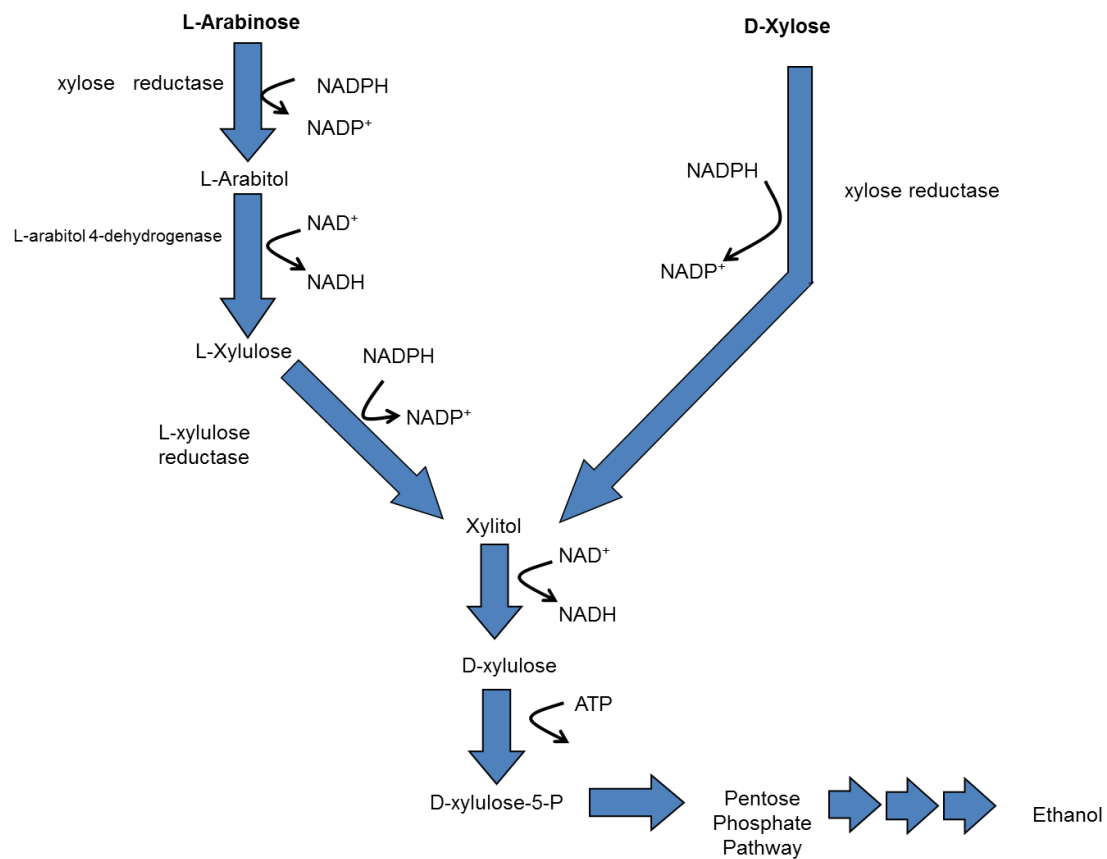 L-Arabinose
D-Xylose
xylose reductase
NADPH
NADP⁺
L-Arabitol
NADPH
xylose reductase
L-arabitol 4-dehydrogenase
NAD⁺
NADH
NADP⁺
L-Xylulose
NADPH
NADP⁺
L-xylulose
reductase
Xylitol
NAD⁺
NADH
D-xylulose
ATP
D-xylulose-5-P
Pentose
Phosphate
Pathway
Ethanol